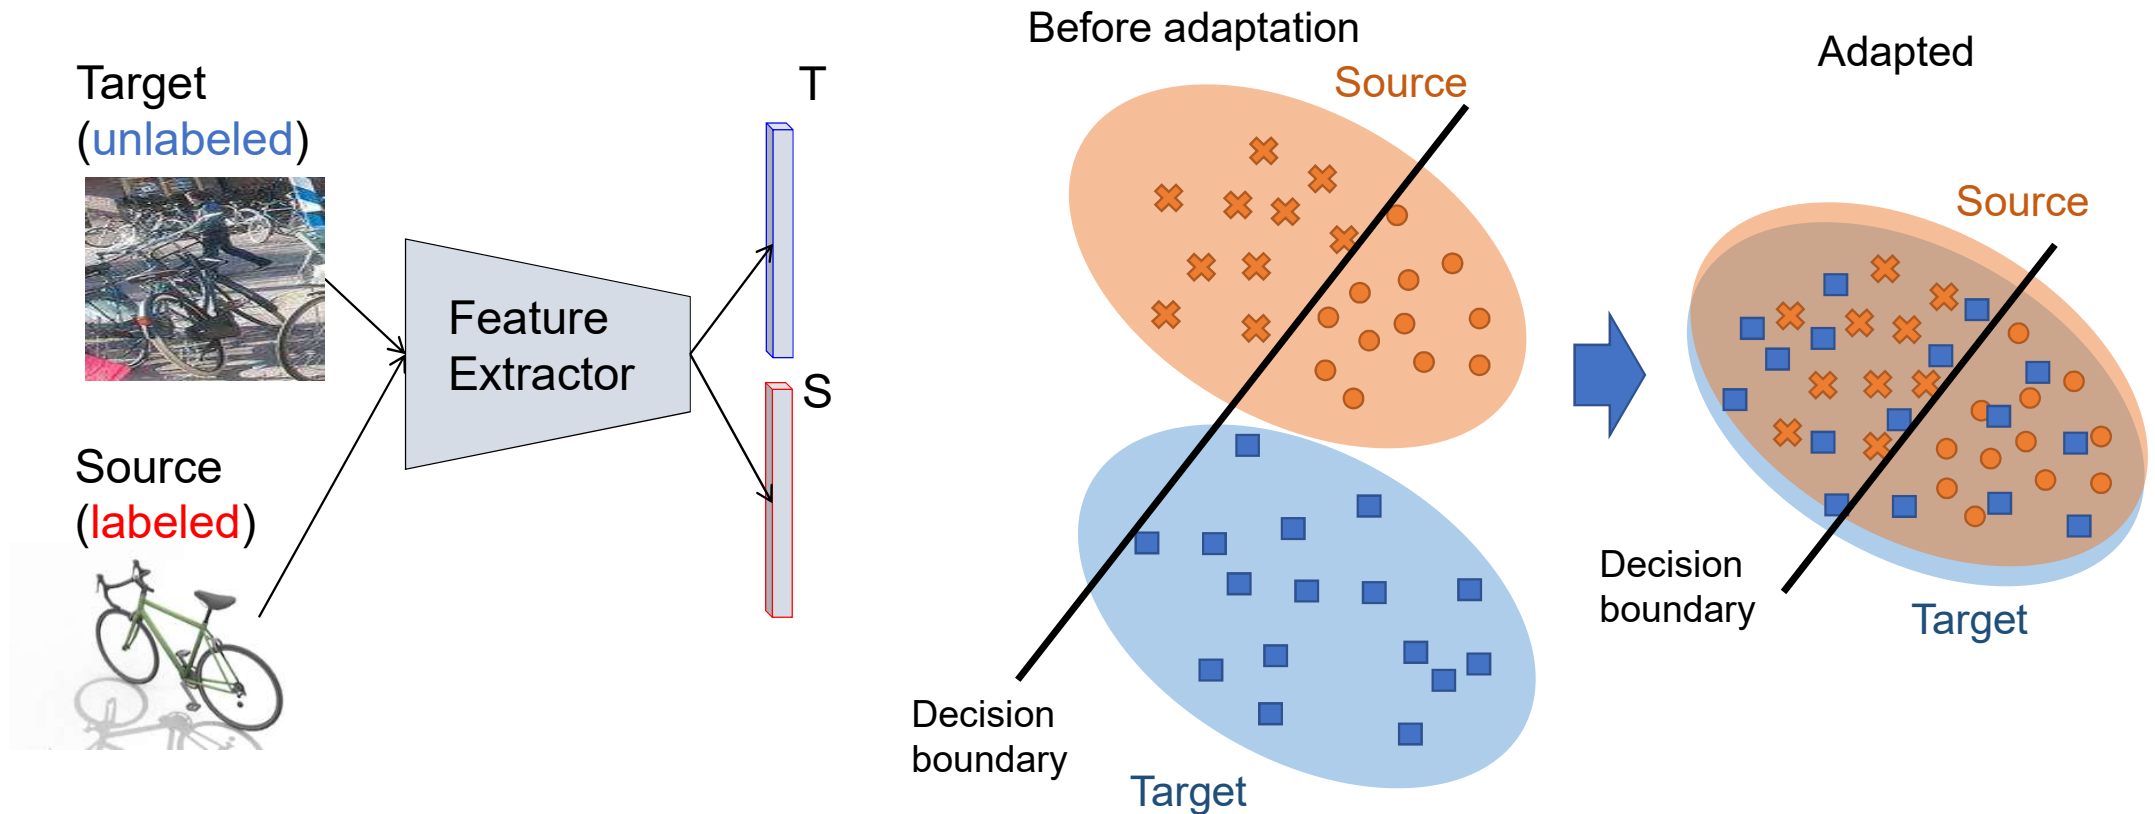 Target
(unlabeled)
Source
(labeled)
Feature
Extractor
T
S
Before adaptation
Source
Decision
boundary
Target
Adapted
Source
Decision
boundary
Target